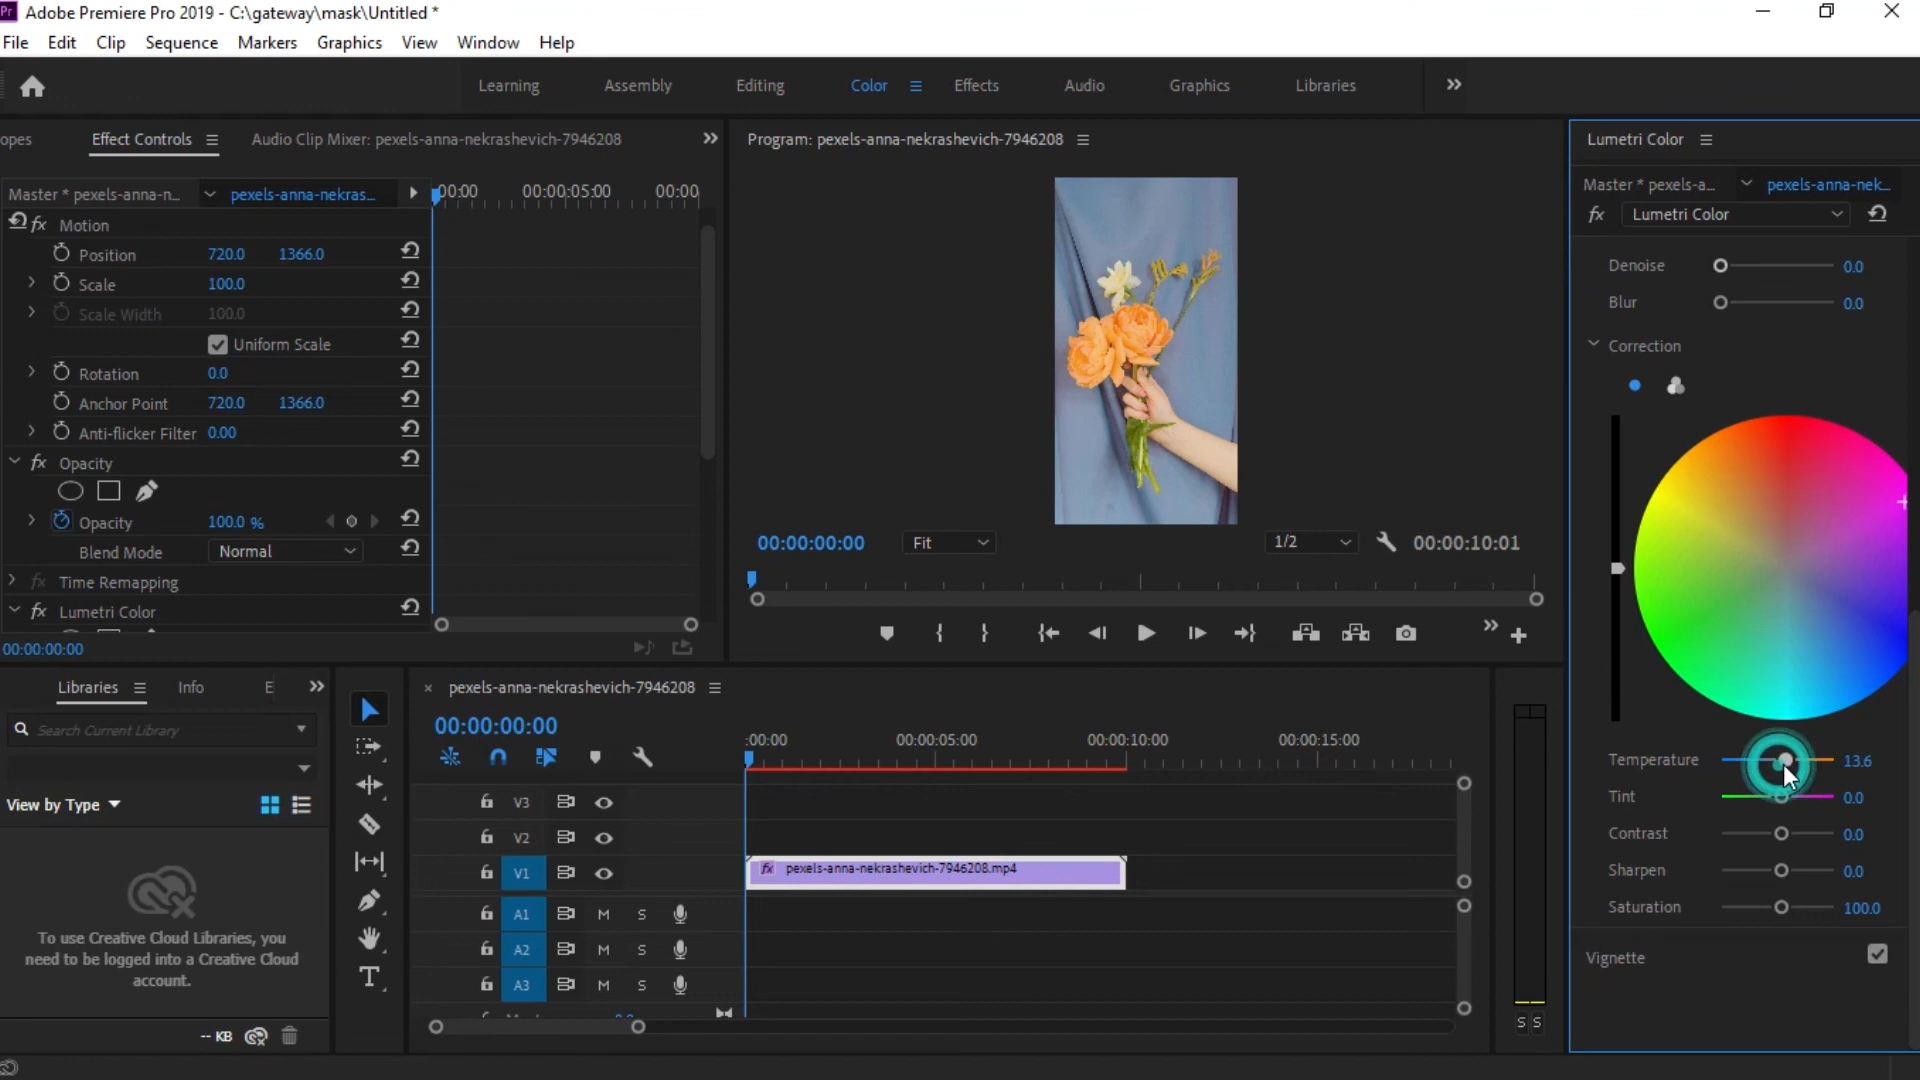 Pr Adobe Premiere Pro 2019 - C:\gateway\mask\Untitled *
File Edit Clip Sequence Markers Graphics View Window Help
Learning Assembly Editing Color Effects Audio Graphics Libraries
opes Effect Controls Audio Clip Mixer: pexels-anna-nekrashevich-7946208
Master * pexels-anna-n... pexels-anna-nekras...
00:00 00:00:05:00 00:00
fx Motion
Position 720.0 1366.0
Scale 100.0
Scale Width 100.0
Uniform Scale
Rotation 0.0
Anchor Point 720.0 1366.0
Anti-flicker Filter 0.00
fx Opacity
Opacity 100.0 %
Blend Mode Normal
fx Time Remapping
fx Lumetri Color
00:00:00:00
Program: pexels-anna-nekrashevich-7946208
00:00:00:00 Fit 1/2 00:00:10:01
Lumetri Color
Master * pexels-a... pexels-anna-nek...
fx Lumetri Color
Denoise 0.0
Blur 0.0
Correction
Temperature 13.6
Tint 0.0
Contrast 0.0
Sharpen 0.0
Saturation 100.0
Vignette
Libraries Info E
Search Current Library
View by Type
To use Creative Cloud Libraries, you
need to be logged into a Creative Cloud
account.
-- KB
pexels-anna-nekrashevich-7946208
00:00:00:00
:00:00 00:00:05:00 00:00:10:00 00:00:15:00
V3
V2
V1 fx pexels-anna-nekrashevich-7946208.mp4
A1 M S
A2 M S
A3 M S
S S